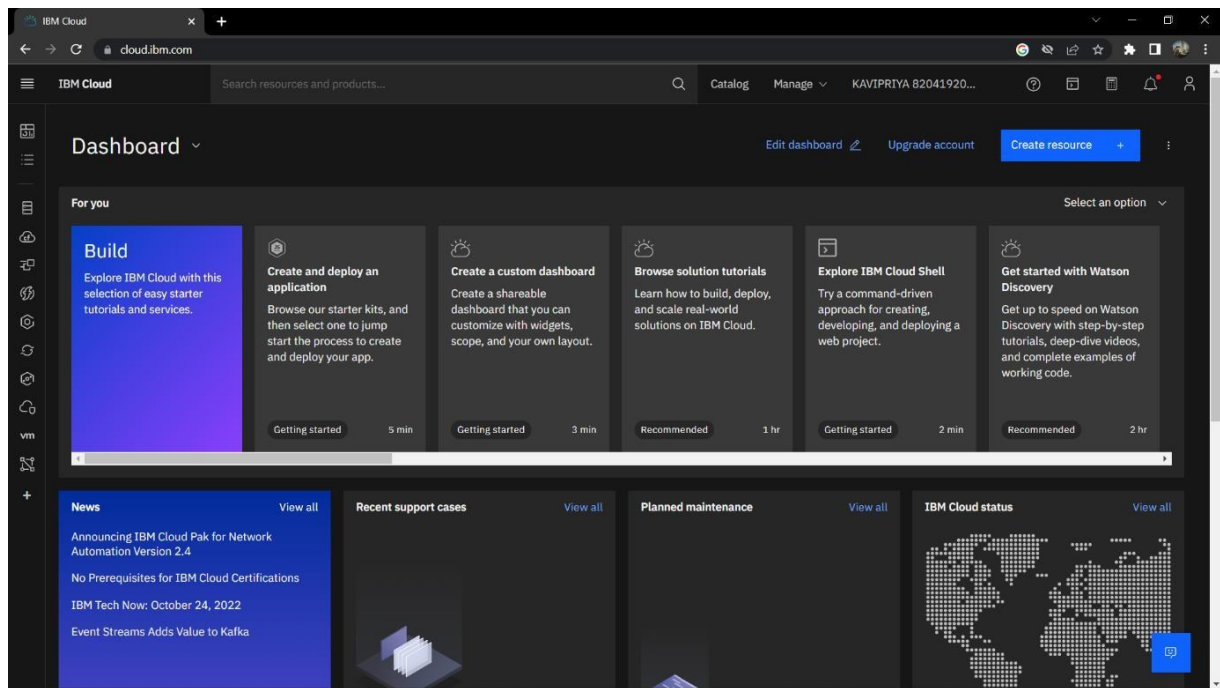 IBM Cloud
cloud.ibm.com
IBM Cloud
Search resources and products...
Catalog
Manage
KAVIPRIYA 82041920...
Dashboard
Edit dashboard
Upgrade account
Create resource +
For you
Select an option
Build
Explore IBM Cloud with this
selection of easy starter
tutorials and services.
Create and deploy an
application
Browse our starter kits, and
then select one to jump
start the process to create
and deploy your app.
Getting started
5 min
Create a custom dashboard
Create a shareable
dashboard that you can
customize with widgets,
scope, and your own layout.
Getting started
3 min
Browse solution tutorials
Learn how to build, deploy,
and scale real-world
solutions on IBM Cloud.
Recommended
1 hr
Explore IBM Cloud Shell
Try a command-driven
approach for creating,
developing, and deploying a
web project.
Getting started
2 min
Get started with Watson
Discovery
Get up to speed on Watson
Discovery with step-by-step
tutorials, deep-dive videos,
and complete examples of
working code.
Recommended
2 hr
vm
News
View all
Announcing IBM Cloud Pak for Network
Automation Version 2.4
No Prerequisites for IBM Cloud Certifications
IBM Tech Now: October 24, 2022
Event Streams Adds Value to Kafka
Recent support cases
View all
Planned maintenance
View all
IBM Cloud status
View all